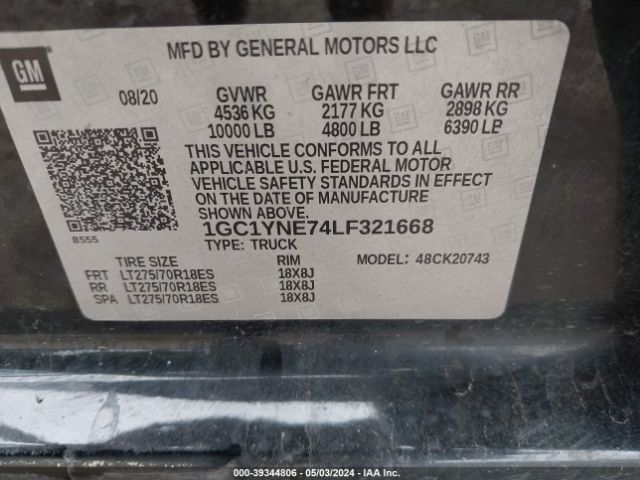 GM
MFD BY GENERAL MOTORS LLC
08/20 GVWR GAWR FRT GAWR RR
4536 KG 2177 KG 2898 KG
10000 LB 4800 LB 6390 LB
THIS VEHICLE CONFORMS TO ALL
APPLICABLE U.S. FEDERAL MOTOR
VEHICLE SAFETY STANDARDS IN EFFECT
ON THE DATE OF MANUFACTURE
SHOWN ABOVE.
8555 1GC1YNE74LF321668
TYPE: TRUCK
TIRE SIZE RIM MODEL: 48CK20743
FRT LT275/70R18ES 18X8J
RR LT275/70R18ES 18X8J
SPA LT275/70R18ES 18X8J
000-39344806 - 05/03/2024 - IAA Inc.